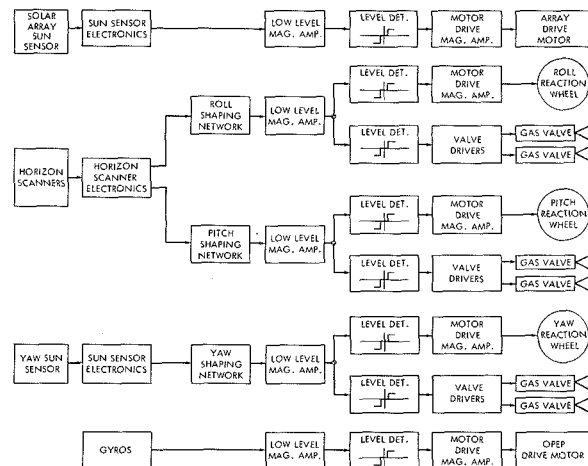 SOLAR
ARRAY
SUN
SENSOR
SUN SENSOR
ELECTRONICS
LOW LEVEL
MAG. AMP.
LEVEL DET.
MOTOR
DRIVE
MAG. AMP.
ARRAY
DRIVE
MOTOR
ROLL
SHAPING
NETWORK
LOW LEVEL
MAG. AMP.
LEVEL DET.
MOTOR
DRIVE
MAG. AMP.
ROLL
REACTION
WHEEL
LEVEL DET.
VALVE
DRIVERS
GAS VALVE
GAS VALVE
HORIZON
SCANNERS
HORIZON
SCANNER
ELECTRONICS
PITCH
SHAPING
NETWORK
LOW LEVEL
MAG. AMP.
LEVEL DET.
MOTOR
DRIVE
MAG. AMP.
PITCH
REACTION
WHEEL
LEVEL DET.
VALVE
DRIVERS
GAS VALVE
GAS VALVE
YAW SUN
SENSOR
SUN SENSOR
ELECTRONICS
YAW
SHAPING
NETWORK
LOW LEVEL
MAG. AMP.
LEVEL DET.
MOTOR
DRIVE
MAG. AMP.
YAW
REACTION
WHEEL
LEVEL DET.
VALVE
DRIVERS
GAS VALVE
GAS VALVE
GYROS
LOW LEVEL
MAG. AMP.
LEVEL DET.
MOTOR
DRIVE
MAG. AMP.
OPEP
DRIVE MOTOR